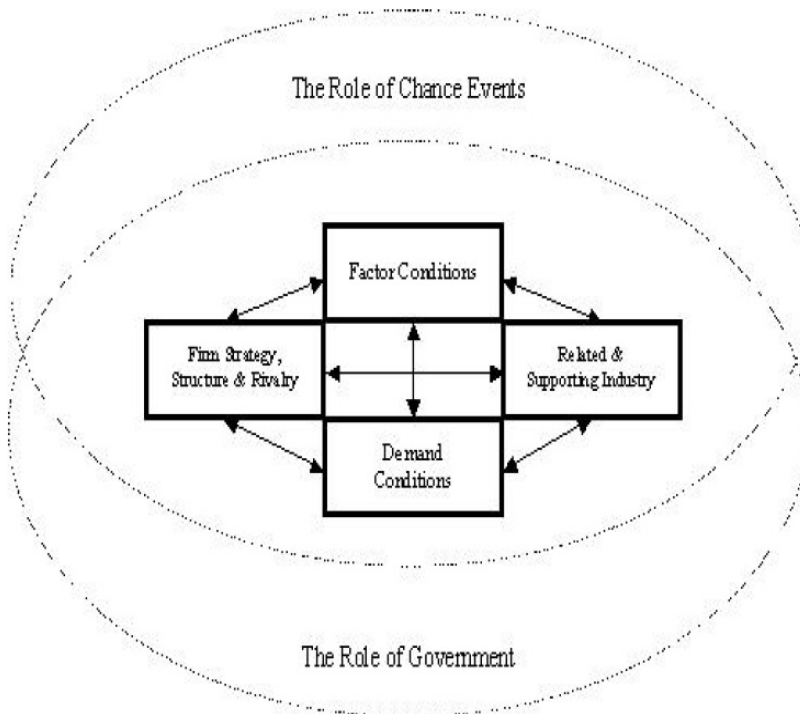 The Role of Chance Events
Factor Conditions
Firm Strategy,
Structure & Rivalry
Related &
Supporting Industry
Demand
Conditions
The Role of Government